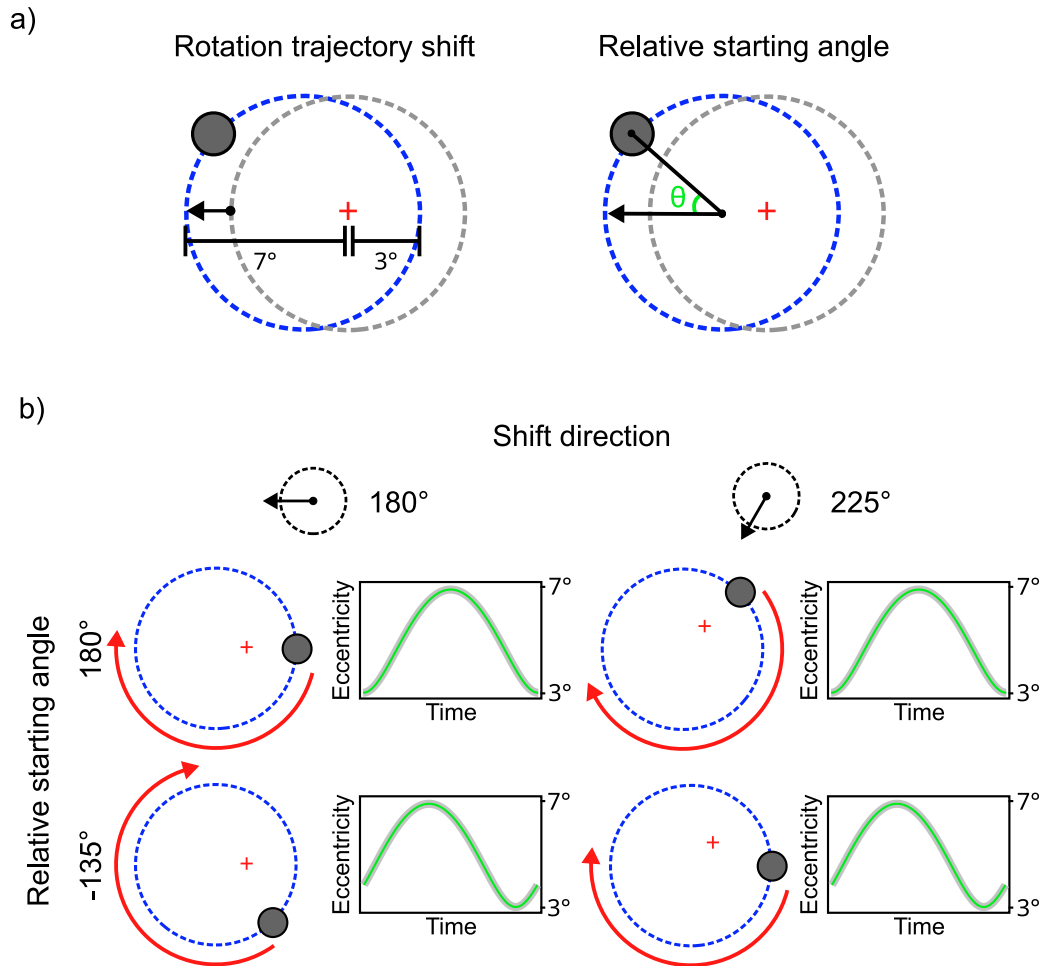 a)
Rotation trajectory shift
Relative starting angle
θ
7°
3°
b)
Shift direction
180°
225°
Relative starting angle
180°
Eccentricity
7°
3°
Time
Eccentricity
7°
3°
Time
-135°
Eccentricity
7°
3°
Time
Eccentricity
7°
3°
Time